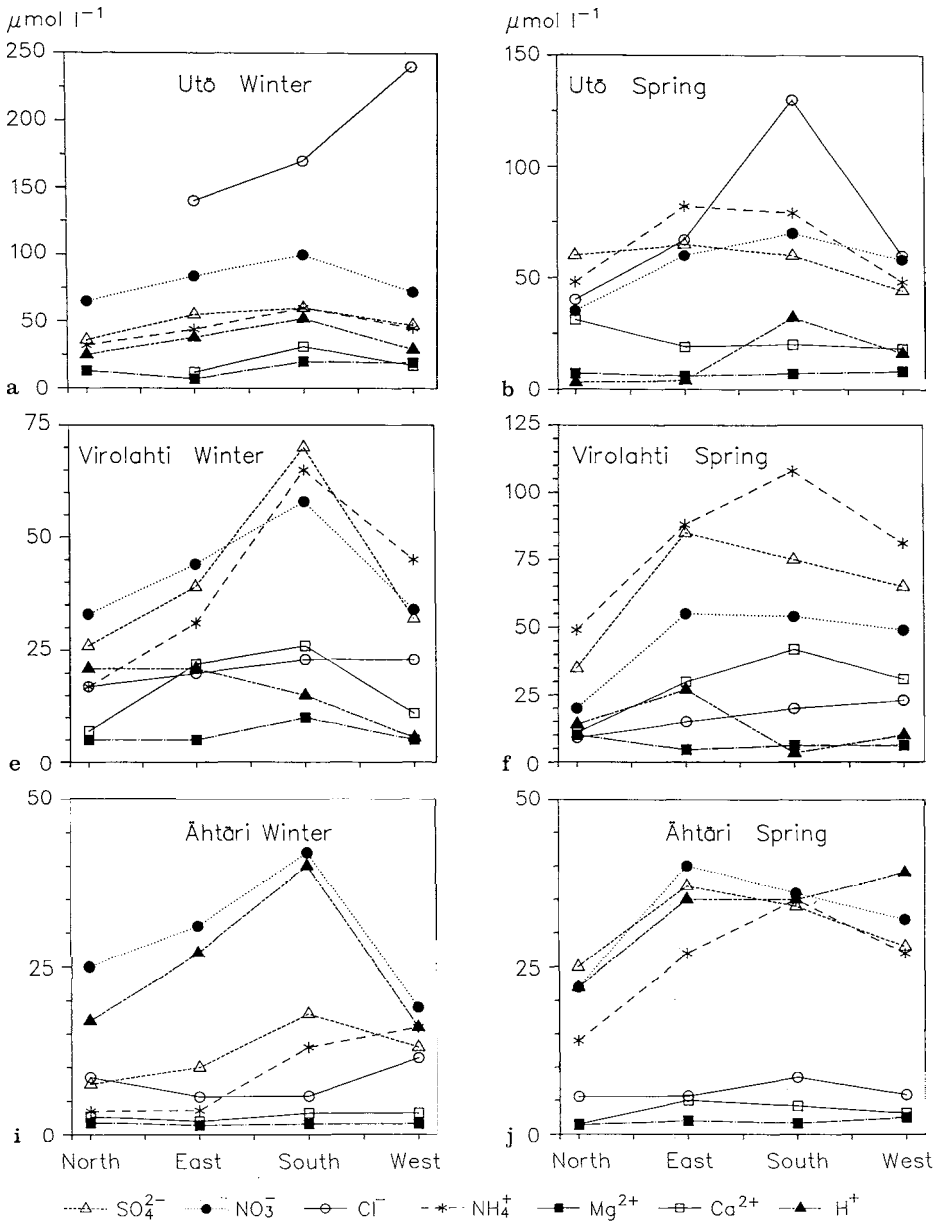 μmol l⁻¹ μmol l⁻¹
250 150
a Utö Winter b Utö Spring
200
150 100
100
50 50
0 0
75 125
e Virolahti Winter f Virolahti Spring
100
50 75
50
25 25
0 0
50 50
i Ähtäri Winter j Ähtäri Spring
25 25
0 0
North East South West North East South West
SO₄²⁻ NO₃⁻ Cl⁻ NH₄⁺ Mg²⁺ Ca²⁺ H⁺